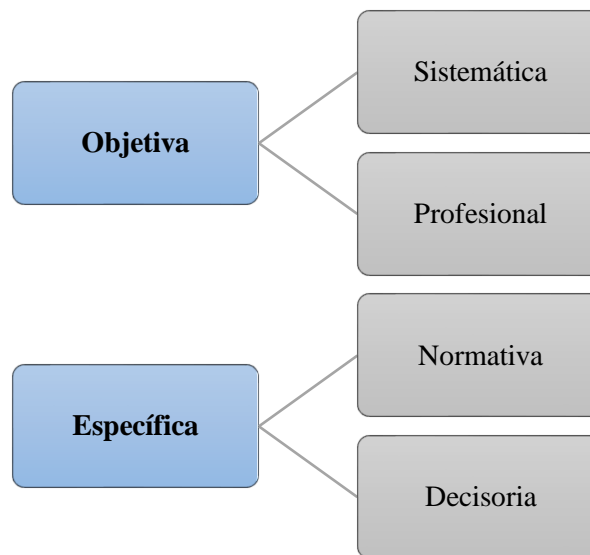 Objetiva
Sistemática
Profesional
Específica
Normativa
Decisoria